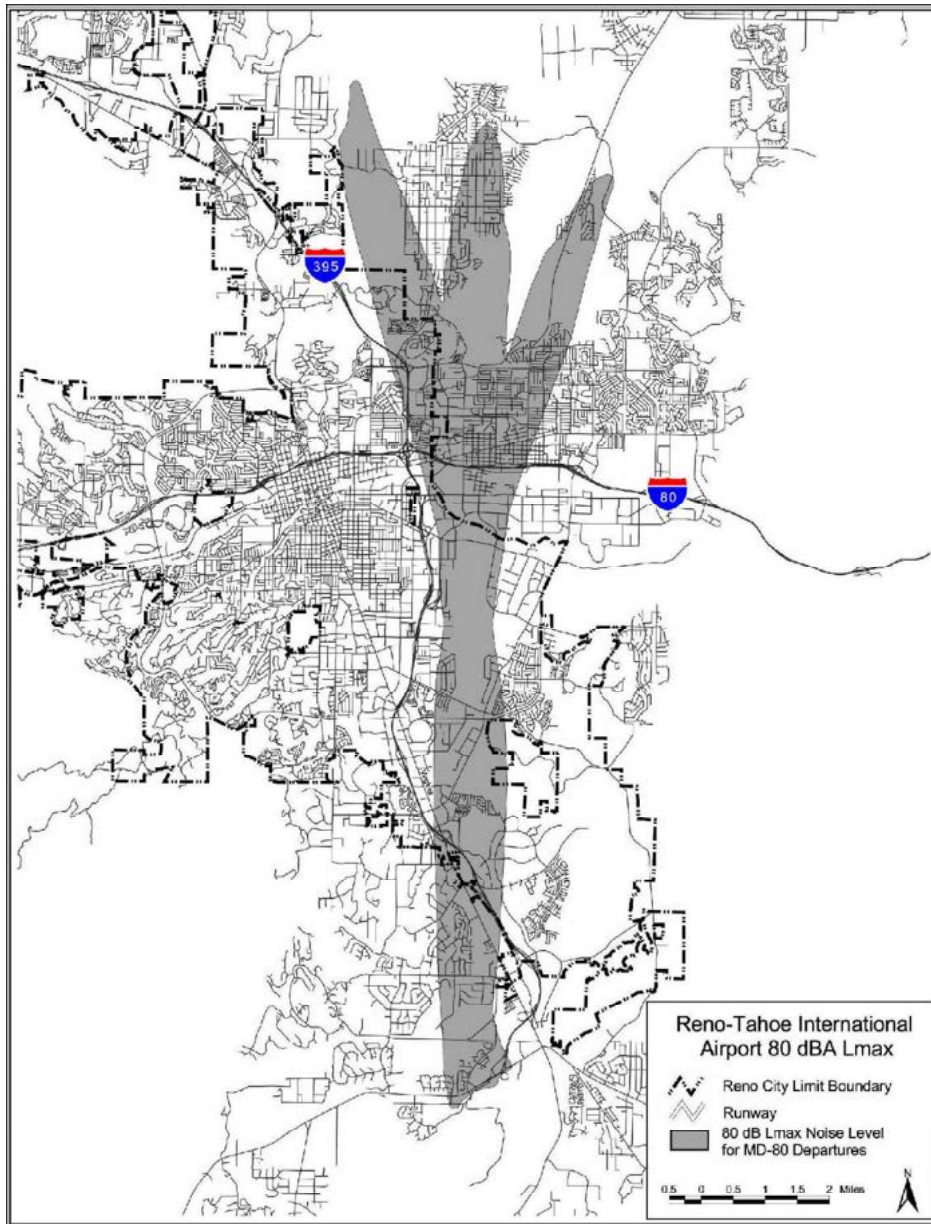 395
80
Reno-Tahoe International
Airport 80 dBA Lmax
Reno City Limit Boundary
Runway
80 dB Lmax Noise Level
for MD-80 Departures
N
0.5 0 0.5 1 1.5 2 Miles